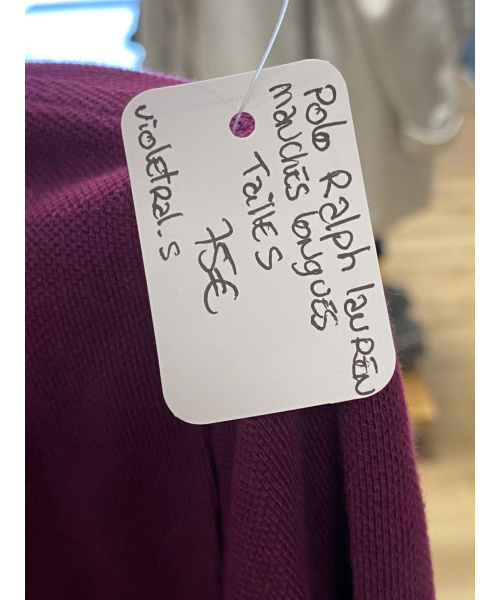 Polo Ralph lauREN
manchEs longuEs
TaillE S
75€
violEtRal.S